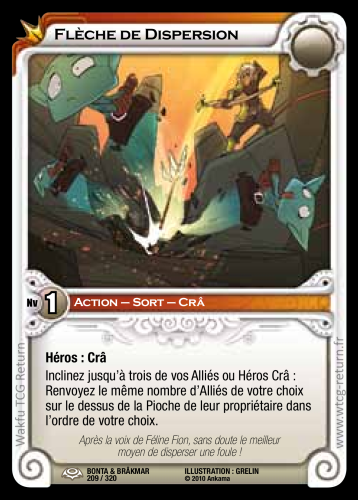 Flèche de Dispersion
Nv 1
Action – Sort – Crâ
Héros : Crâ
Inclinez jusqu'à trois de vos Alliés ou Héros Crâ :
Renvoyez le même nombre d'Alliés de votre choix
sur le dessus de la Pioche de leur propriétaire dans
l'ordre de votre choix.
Après la voix de Féline Fion, sans doute le meilleur
moyen de disperser une foule !
Wakfu TCG Return
www.wtcg-return.fr
BONTA & BRÂKMAR
209 / 320
ILLUSTRATION : GRELIN
© 2010 Ankama